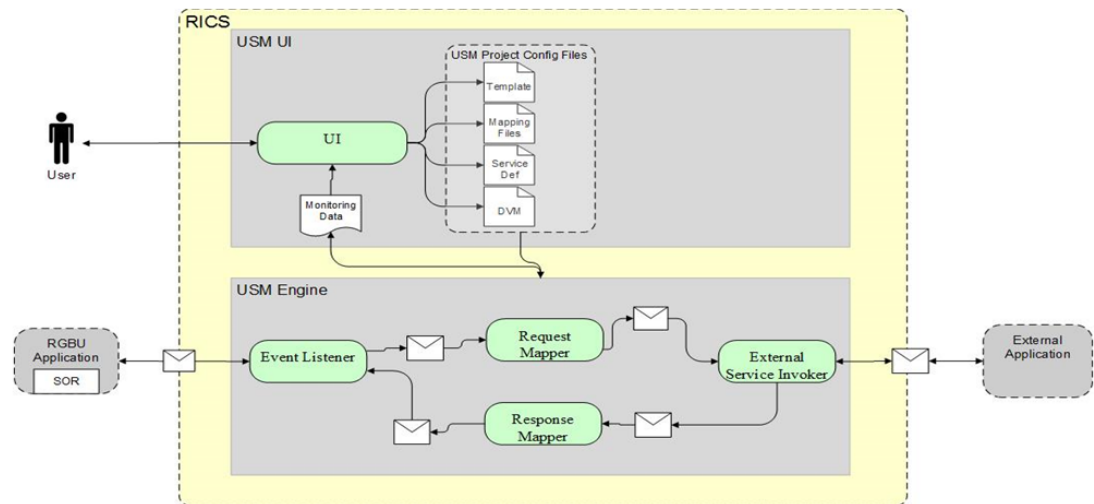 RICS
USM UI
USM Project Config Files
Template
Mapping
Files
Service
Def
DVM
UI
User
Monitoring
Data
USM Engine
RGBU
Application
SOR
Event Listener
Request
Mapper
External
Service Invoker
Response
Mapper
External
Application